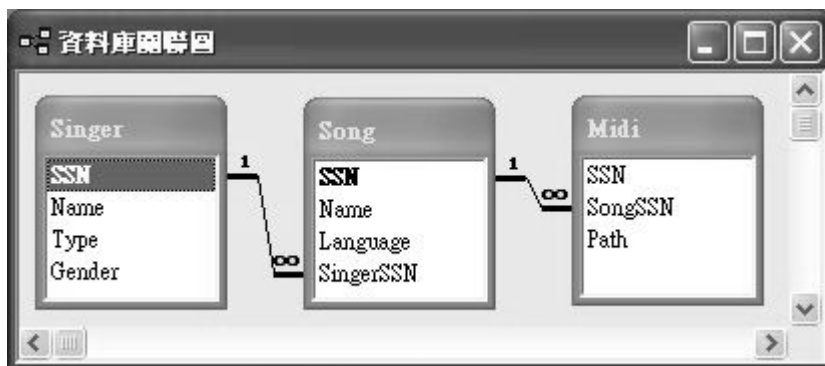 資料庫關聯圖
Singer
SSN
Name
Type
Gender
1
∞
Song
SSN
Name
Language
SingerSSN
1
∞
Midi
SSN
SongSSN
Path